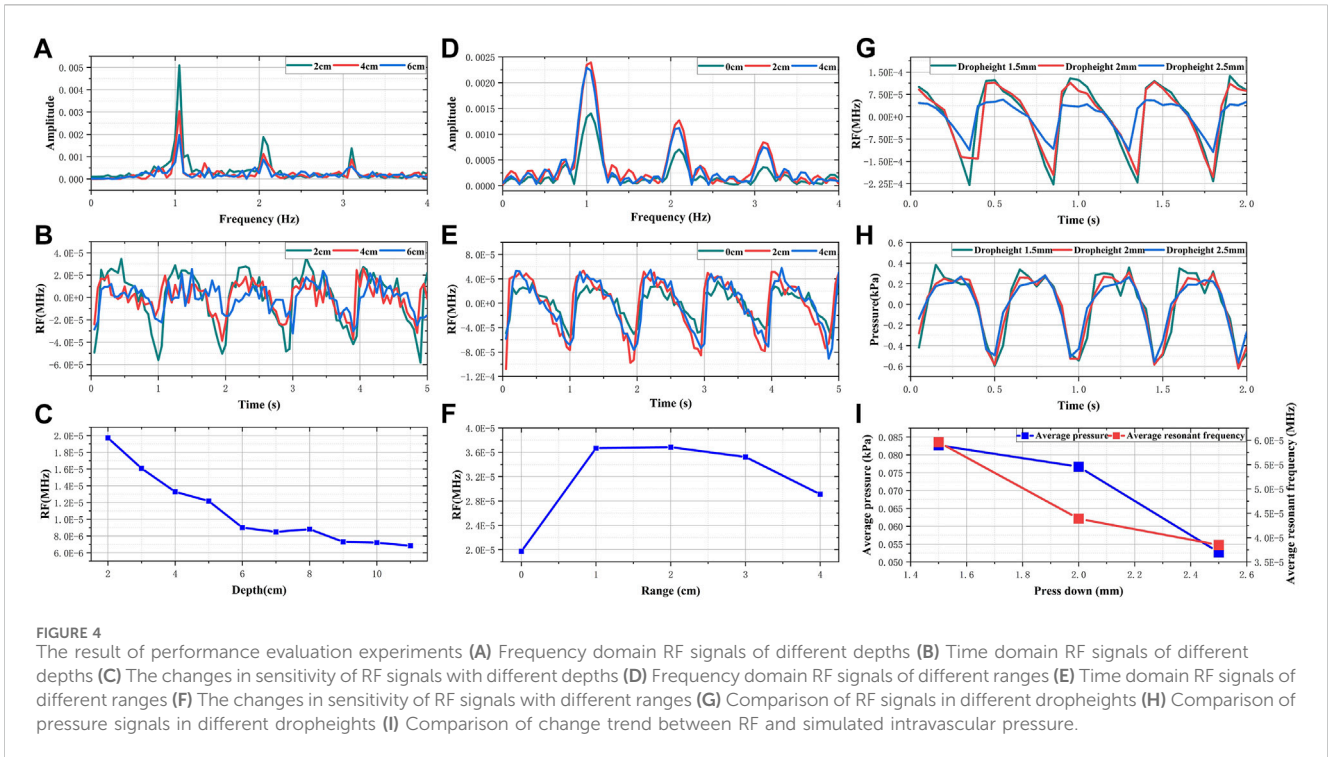 A
2cm 4cm 6cm
Amplitude
0.005
0.004
0.003
0.002
0.001
0.000
0 1 2 3 4
Frequency (Hz)
B
2cm 4cm 6cm
RF(MHz)
4.0E-5
2.0E-5
0.0E+0
-2.0E-5
-4.0E-5
-6.0E-5
0 1 2 3 4 5
Time (s)
C
RF(MHz)
2.0E-5
1.8E-5
1.6E-5
1.4E-5
1.2E-5
1.0E-5
8.0E-6
6.0E-6
2 4 6 8 10
Depth(cm)
D
0cm 2cm 4cm
Amplitude
0.0025
0.0020
0.0015
0.0010
0.0005
0.0000
0 1 2 3 4
Frequency (Hz)
E
0cm 2cm 4cm
RF(MHz)
8.0E-5
4.0E-5
0.0E+0
-4.0E-5
-8.0E-5
-1.2E-4
0 1 2 3 4 5
Time (s)
F
RF(MHz)
4.0E-5
3.6E-5
3.2E-5
2.8E-5
2.4E-5
2.0E-5
0 1 2 3 4
Range (cm)
G
Dropheight 1.5mm Dropheight 2mm Dropheight 2.5mm
RF(MHz)
1.50E-4
7.50E-5
0.00E+0
-7.50E-5
-1.50E-4
-2.25E-4
0.0 0.5 1.0 1.5 2.0
Time (s)
H
Dropheight 1.5mm Dropheight 2mm Dropheight 2.5mm
Pressure(kPa)
0.6
0.4
0.2
0.0
-0.2
-0.4
-0.6
0.0 0.5 1.0 1.5 2.0
Time (s)
I
Average pressure Average resonant frequency
Average pressure (kPa)
0.085
0.080
0.075
0.070
0.065
0.060
0.055
0.050
1.4 1.6 1.8 2.0 2.2 2.4 2.6
Press down (mm)
6.0E-5
5.5E-5
5.0E-5
4.5E-5
4.0E-5
3.5E-5
Average resonant frequency (MHz)
FIGURE 4
The result of performance evaluation experiments (A) Frequency domain RF signals of different depths (B) Time domain RF signals of different
depths (C) The changes in sensitivity of RF signals with different depths (D) Frequency domain RF signals of different ranges (E) Time domain RF signals of
different ranges (F) The changes in sensitivity of RF signals with different ranges (G) Comparison of RF signals in different dropheights (H) Comparison of
pressure signals in different dropheights (I) Comparison of change trend between RF and simulated intravascular pressure.